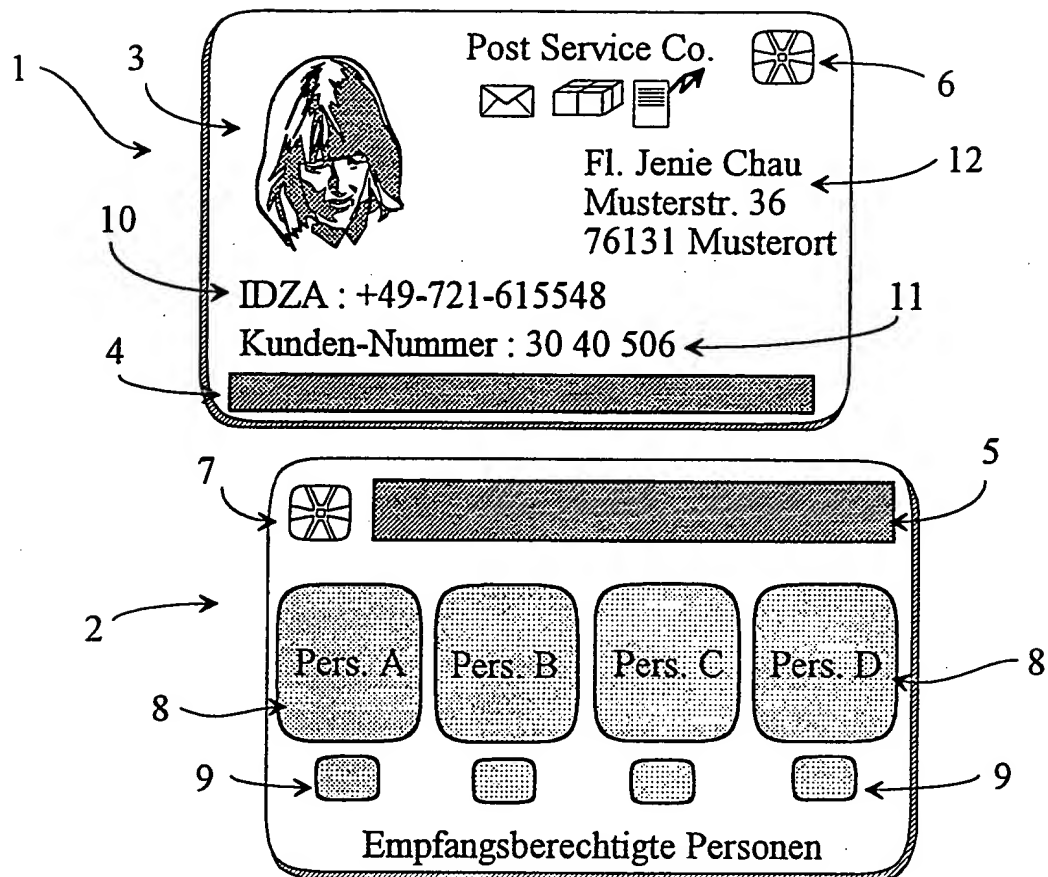 Post Service Co.
1
3
6
Fl. Jenie Chau
12
Musterstr. 36
76131 Musterort
10
IDZA : +49-721-615548
11
Kunden-Nummer : 30 40 506
4
7
5
2
Pers. A Pers. B Pers. C Pers. D
8
8
9
9
Empfangsberechtigte Personen